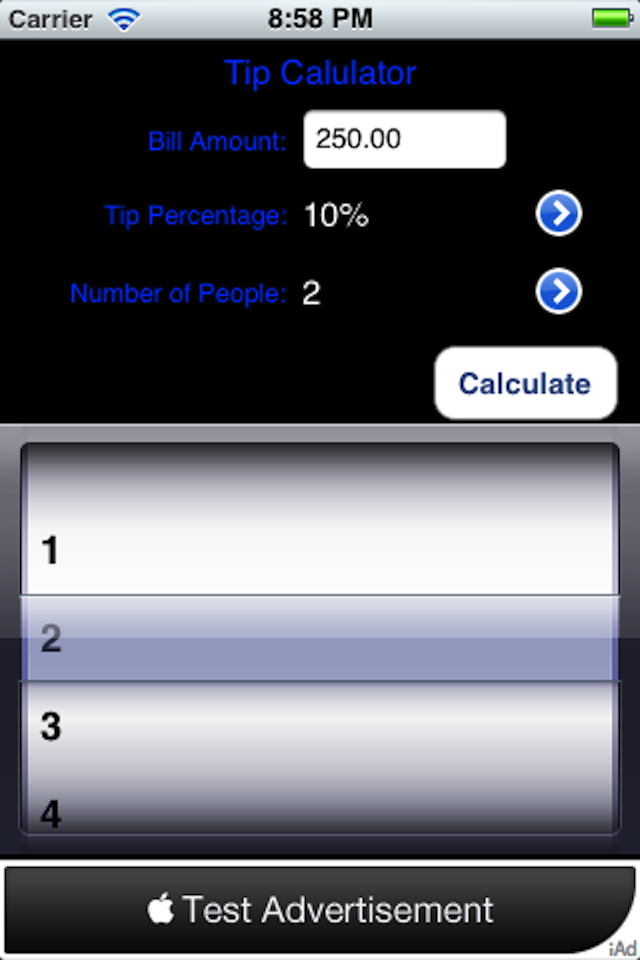 Carrier 8:58 PM
Tip Calulator
Bill Amount: 250.00
Tip Percentage: 10%
Number of People: 2
Calculate
1
2
3
4
Test Advertisement
iAd